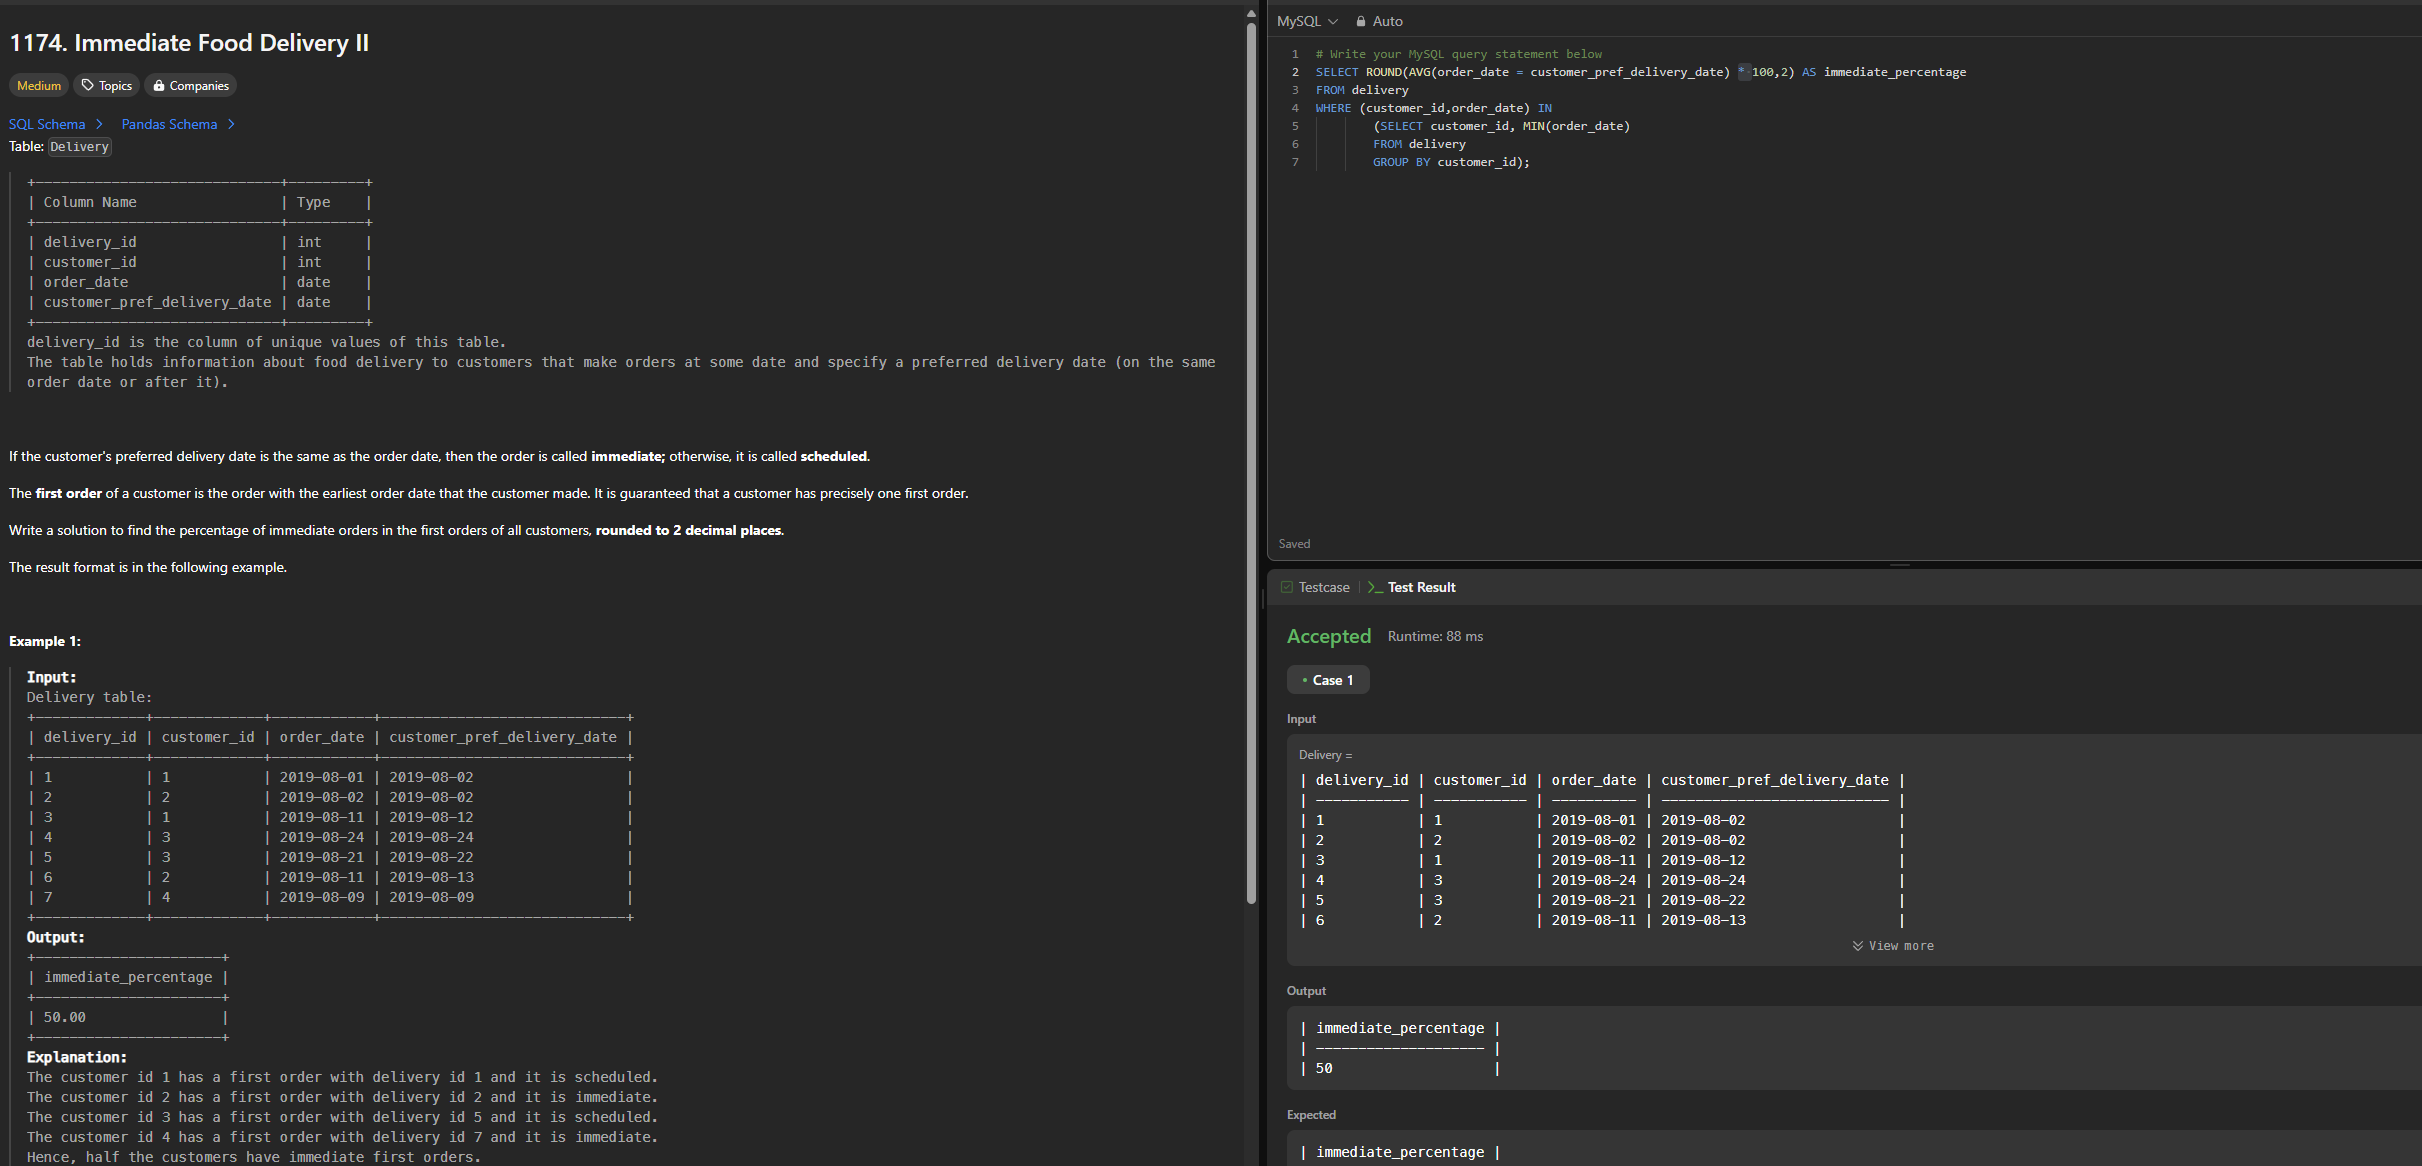 1174. Immediate Food Delivery II
Medium Topics Companies
SQL Schema > Pandas Schema >
Table: Delivery
+-----------------------------+---------+
| Column Name                 | Type    |
+-----------------------------+---------+
| delivery_id                 | int     |
| customer_id                 | int     |
| order_date                  | date    |
| customer_pref_delivery_date | date    |
+-----------------------------+---------+
delivery_id is the column of unique values of this table.
The table holds information about food delivery to customers that make orders at some date and specify a preferred delivery date (on the same
order date or after it).
If the customer's preferred delivery date is the same as the order date, then the order is called immediate; otherwise, it is called scheduled.
The first order of a customer is the order with the earliest order date that the customer made. It is guaranteed that a customer has precisely one first order.
Write a solution to find the percentage of immediate orders in the first orders of all customers, rounded to 2 decimal places.
The result format is in the following example.
Example 1:
Input:
Delivery table:
+-------------+-------------+------------+-----------------------------+
| delivery_id | customer_id | order_date | customer_pref_delivery_date |
+-------------+-------------+------------+-----------------------------+
| 1           | 1           | 2019-08-01 | 2019-08-02                  |
| 2           | 2           | 2019-08-02 | 2019-08-02                  |
| 3           | 1           | 2019-08-11 | 2019-08-12                  |
| 4           | 3           | 2019-08-24 | 2019-08-24                  |
| 5           | 3           | 2019-08-21 | 2019-08-22                  |
| 6           | 2           | 2019-08-11 | 2019-08-13                  |
| 7           | 4           | 2019-08-09 | 2019-08-09                  |
+-------------+-------------+------------+-----------------------------+
Output:
+----------------------+
| immediate_percentage |
+----------------------+
| 50.00                |
+----------------------+
Explanation:
The customer id 1 has a first order with delivery id 1 and it is scheduled.
The customer id 2 has a first order with delivery id 2 and it is immediate.
The customer id 3 has a first order with delivery id 5 and it is scheduled.
The customer id 4 has a first order with delivery id 7 and it is immediate.
Hence, half the customers have immediate first orders.
MySQL Auto
1 # Write your MySQL query statement below
2 SELECT ROUND(AVG(order_date = customer_pref_delivery_date) * 100,2) AS immediate_percentage
3 FROM delivery
4 WHERE (customer_id,order_date) IN
5 (SELECT customer_id, MIN(order_date)
6 FROM delivery
7 GROUP BY customer_id);
Saved
Testcase | >_ Test Result
Accepted Runtime: 88 ms
• Case 1
Input
Delivery =
| delivery_id | customer_id | order_date | customer_pref_delivery_date |
| ----------- | ----------- | ---------- | --------------------------- |
| 1           | 1           | 2019-08-01 | 2019-08-02                  |
| 2           | 2           | 2019-08-02 | 2019-08-02                  |
| 3           | 1           | 2019-08-11 | 2019-08-12                  |
| 4           | 3           | 2019-08-24 | 2019-08-24                  |
| 5           | 3           | 2019-08-21 | 2019-08-22                  |
| 6           | 2           | 2019-08-11 | 2019-08-13                  |
View more
Output
| immediate_percentage |
| -------------------- |
| 50                   |
Expected
| immediate_percentage |